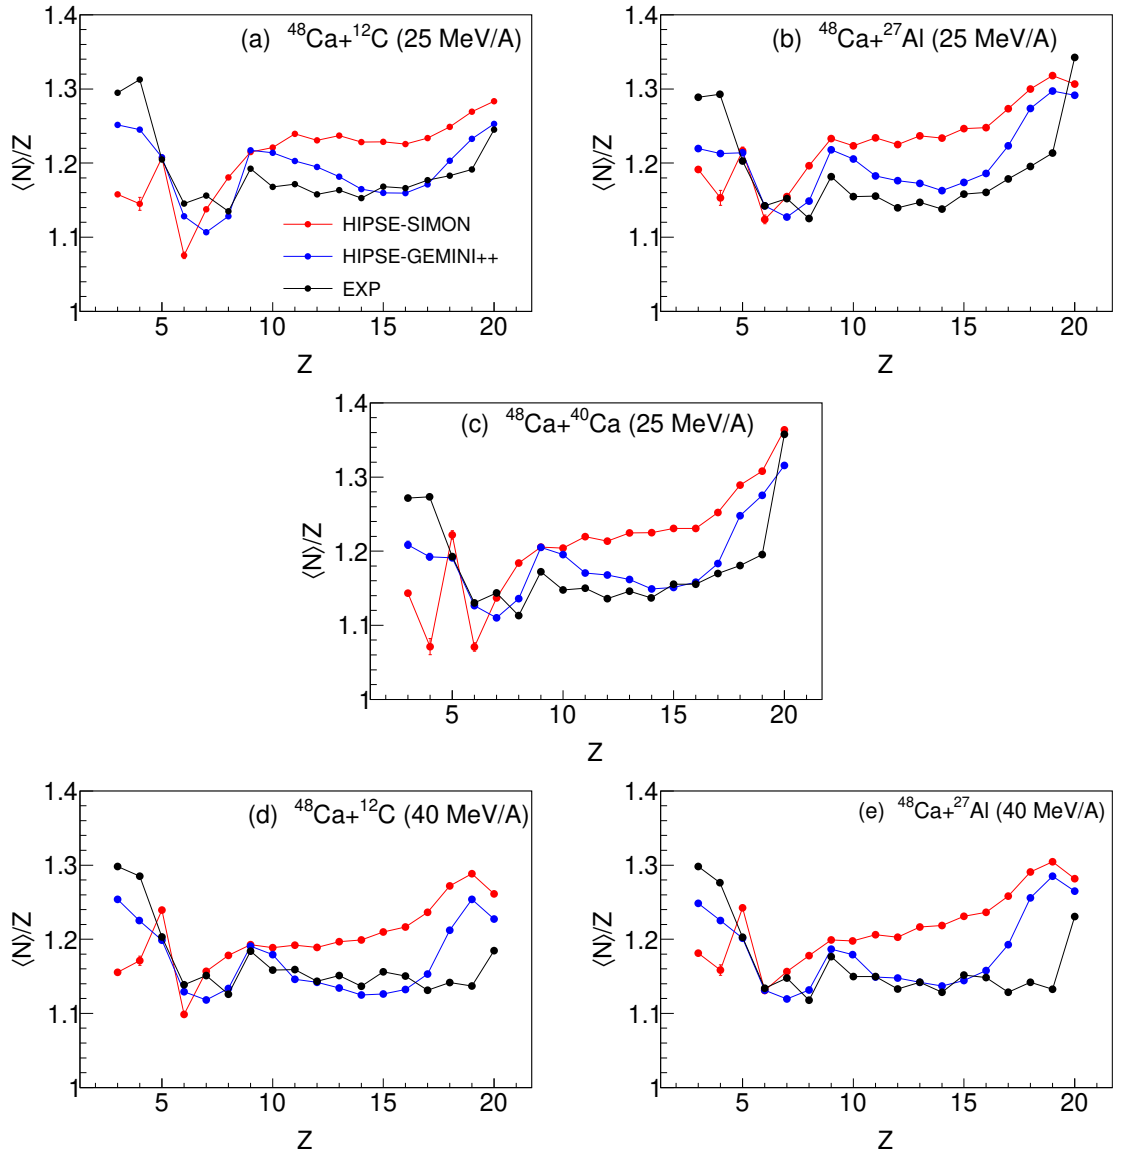 (a) ⁴⁸Ca+¹²C (25 MeV/A)
1.4
1.3
1.2
1.1
1
⟨N⟩/Z
HIPSE-SIMON
HIPSE-GEMINI++
EXP
5 10 15 20
Z
(b) ⁴⁸Ca+²⁷Al (25 MeV/A)
1.4
1.3
1.2
1.1
1
⟨N⟩/Z
5 10 15 20
Z
(c) ⁴⁸Ca+⁴⁰Ca (25 MeV/A)
1.4
1.3
1.2
1.1
1
⟨N⟩/Z
5 10 15 20
Z
(d) ⁴⁸Ca+¹²C (40 MeV/A)
1.4
1.3
1.2
1.1
1
⟨N⟩/Z
5 10 15 20
Z
(e) ⁴⁸Ca+²⁷Al (40 MeV/A)
1.4
1.3
1.2
1.1
1
⟨N⟩/Z
5 10 15 20
Z